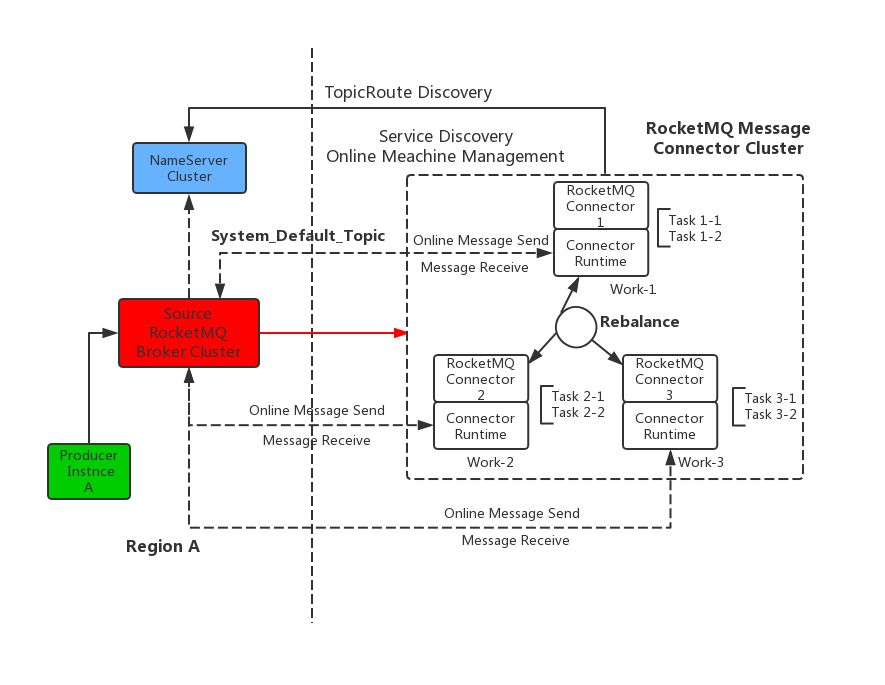 TopicRoute Discovery
Service Discovery
Online Meachine Management
RocketMQ Message
Connector Cluster
NameServer
Cluster
System_Default_Topic
RocketMQ
Connector
1
Connector
Runtime
Task 1-1
Task 1-2
Online Message Send
Message Receive
Work-1
Source
RocketMQ
Broker Cluster
Rebalance
RocketMQ
Connector
2
Connector
Runtime
Task 2-1
Task 2-2
Work-2
RocketMQ
Connector
3
Connector
Runtime
Task 3-1
Task 3-2
Work-3
Online Message Send
Message Receive
Producer
Instnce
A
Online Message Send
Message Receive
Region A